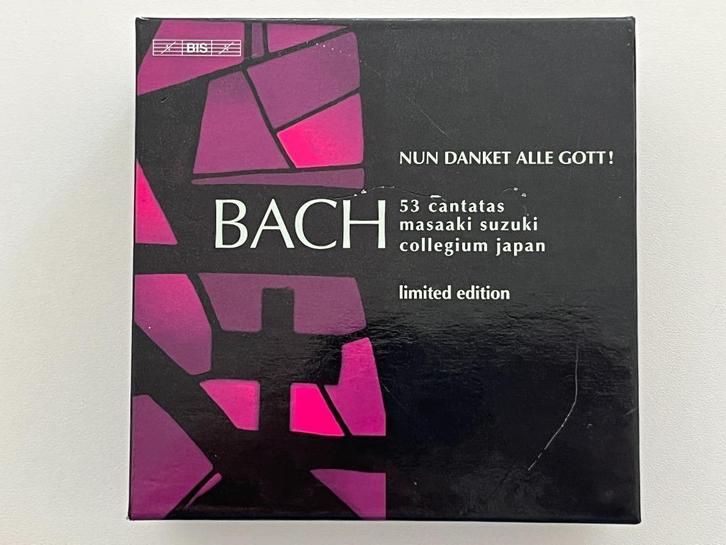 BIS
NUN DANKET ALLE GOTT!
BACH
53 cantatas
masaaki suzuki
collegium japan
limited edition